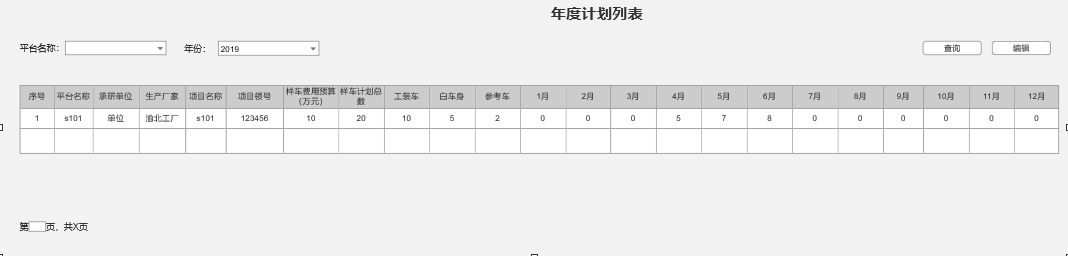 年度计划列表
平台名称： 年份： 2019 查询 编辑
序号 平台名称 承研单位 生产厂家 项目名称 项目领号 样车费用预算（万元） 样车计划总数 工装车 白车身 参考车 1月 2月 3月 4月 5月 6月 7月 8月 9月 10月 11月 12月
1 s101 单位 渝北工厂 s101 123456 10 20 10 5 2 0 0 0 5 7 8 0 0 0 0 0 0
第 页，共X页